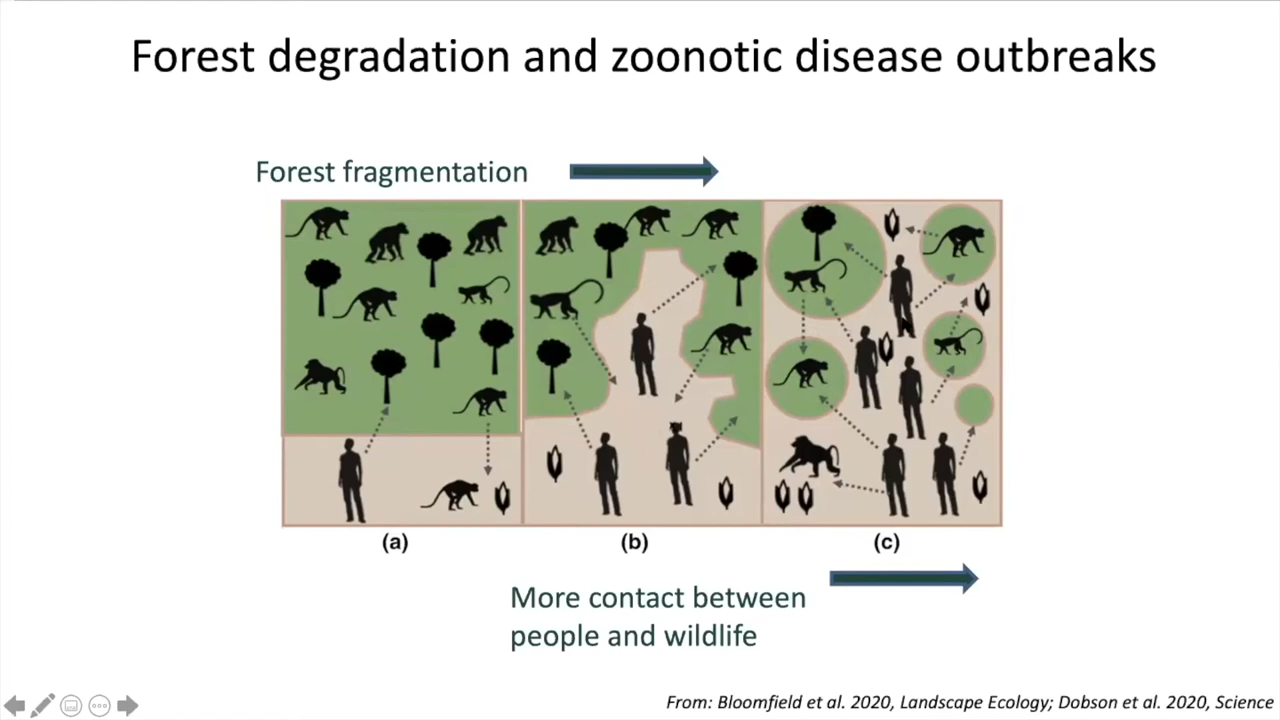 Forest degradation and zoonotic disease outbreaks
Forest fragmentation
(a)
(b)
(c)
More contact between
people and wildlife
From: Bloomfield et al. 2020, Landscape Ecology; Dobson et al. 2020, Science